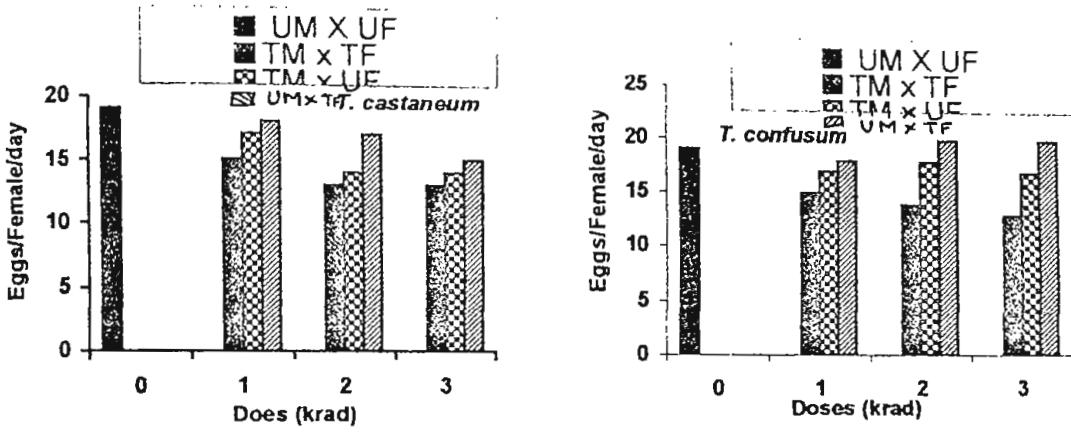 UM X UF
TM x TF
TM x UF
UM x TF T. castaneum
20
15
10
5
0
Eggs/Female/day
0 1 2 3
Does (krad)
UM X UF
TM x TF
TM x UF
UM x TF
T. confusum
25
20
15
10
5
0
Eggs/Female/day
0 1 2 3
Doses (krad)